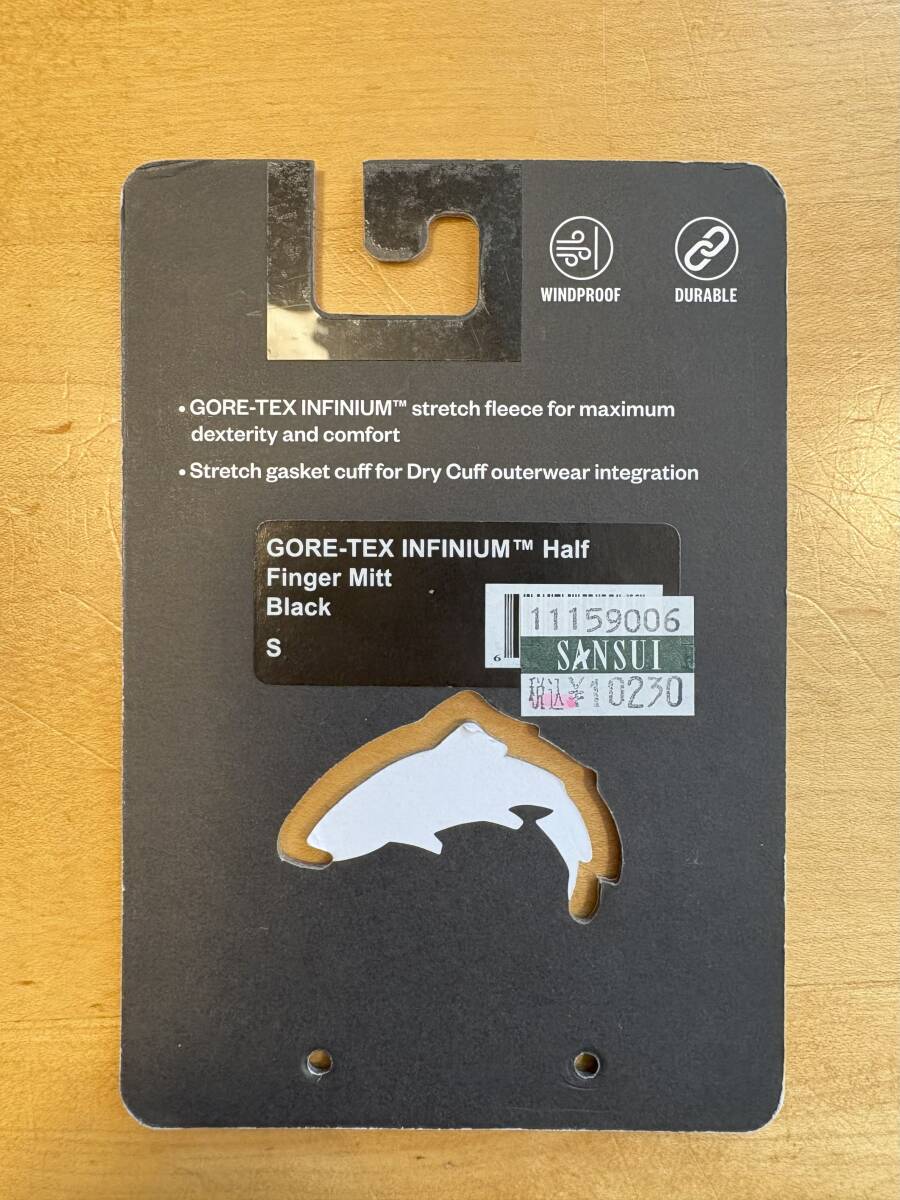 WINDPROOF
DURABLE
• GORE-TEX INFINIUM™ stretch fleece for maximum
dexterity and comfort
• Stretch gasket cuff for Dry Cuff outerwear integration
GORE-TEX INFINIUM™ Half
Finger Mitt
Black
S
6
11159006
SANSUI
税込¥10230